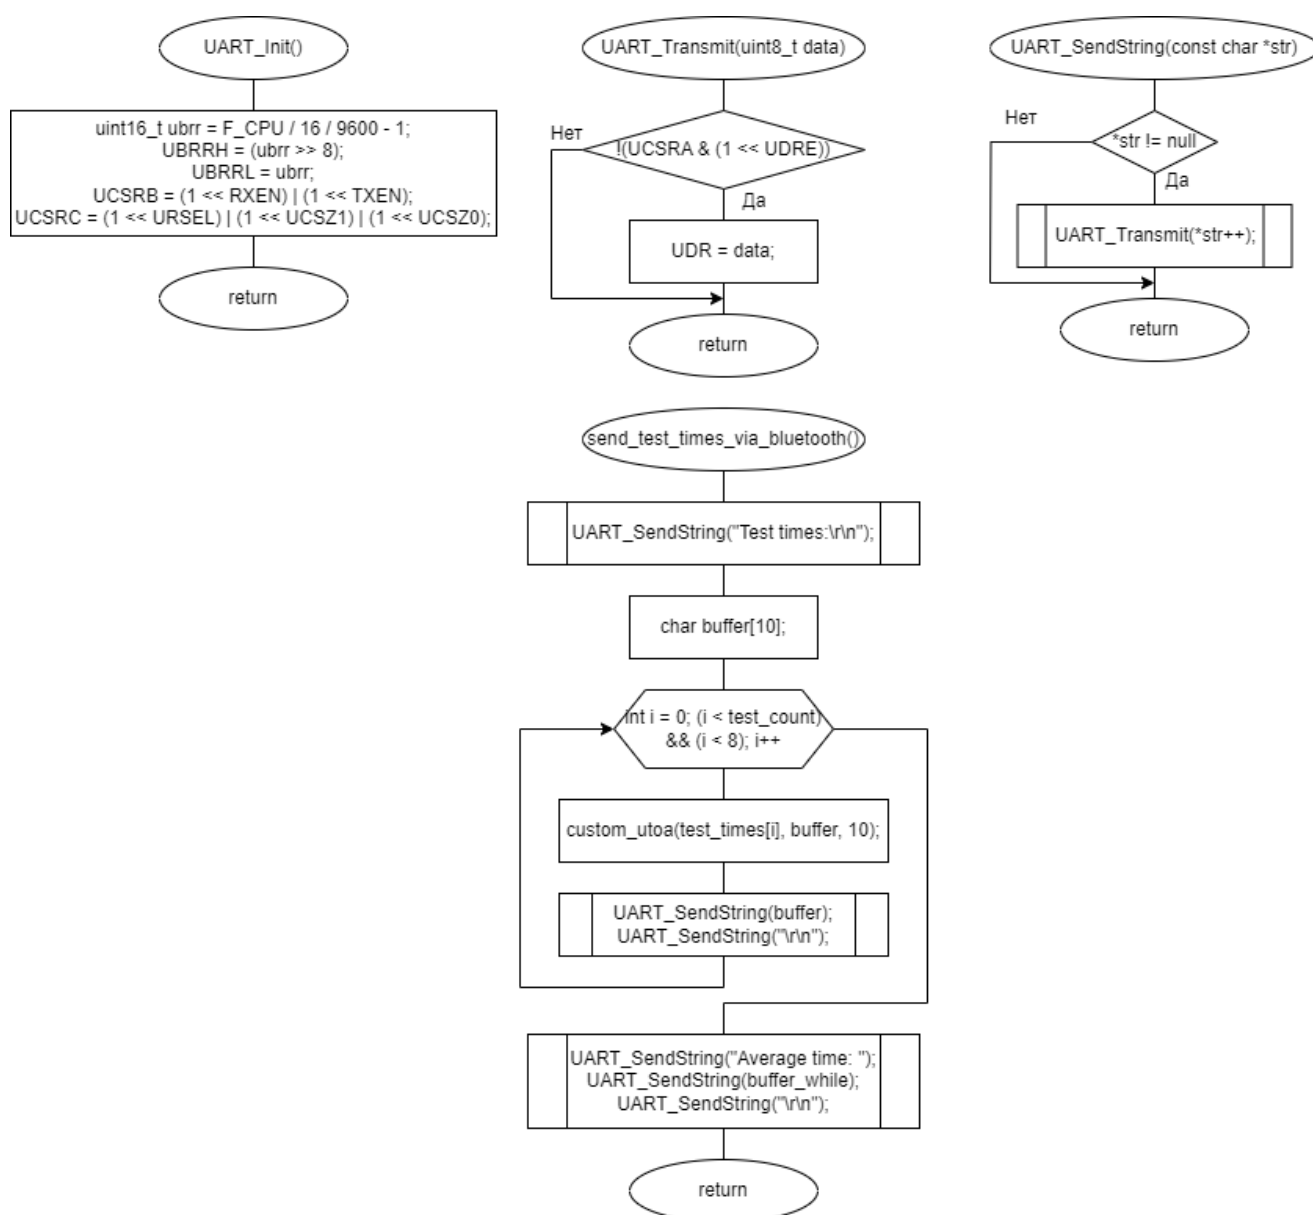 UART_Init()
uint16_t ubrr = F_CPU / 16 / 9600 - 1;
UBRRH = (ubrr >> 8);
UBRRL = ubrr;
UCSRB = (1 << RXEN) | (1 << TXEN);
UCSRC = (1 << URSEL) | (1 << UCSZ1) | (1 << UCSZ0);
return
UART_Transmit(uint8_t data)
Нет
!(UCSRA & (1 << UDRE))
Да
UDR = data;
return
UART_SendString(const char *str)
Нет
*str != null
Да
UART_Transmit(*str++);
return
send_test_times_via_bluetooth()
UART_SendString("Test times:\r\n");
char buffer[10];
int i = 0; (i < test_count)
&& (i < 8); i++
custom_utoa(test_times[i], buffer, 10);
UART_SendString(buffer);
UART_SendString("\r\n");
UART_SendString("Average time: ");
UART_SendString(buffer_while);
UART_SendString("\r\n");
return